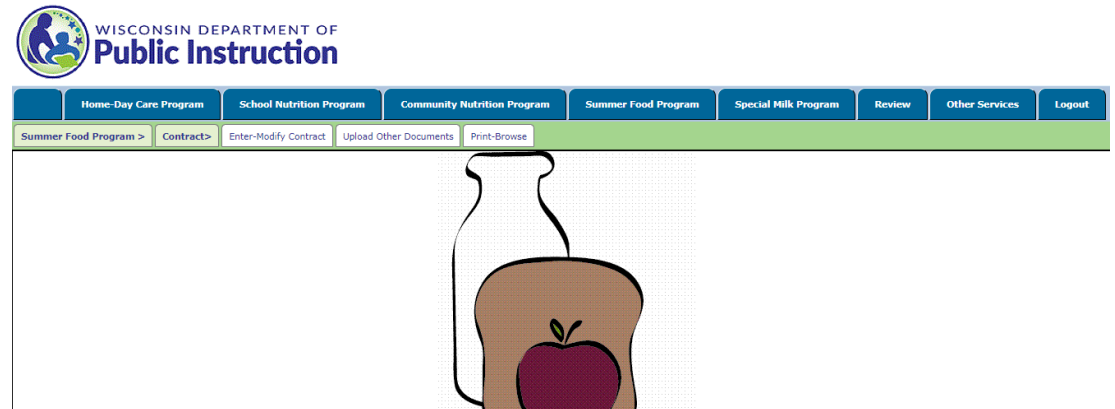 WISCONSIN DEPARTMENT OF
Public Instruction
Home-Day Care Program School Nutrition Program Community Nutrition Program Summer Food Program Special Milk Program Review Other Services Logout
Summer Food Program > Contract> Enter-Modify Contract Upload Other Documents Print-Browse